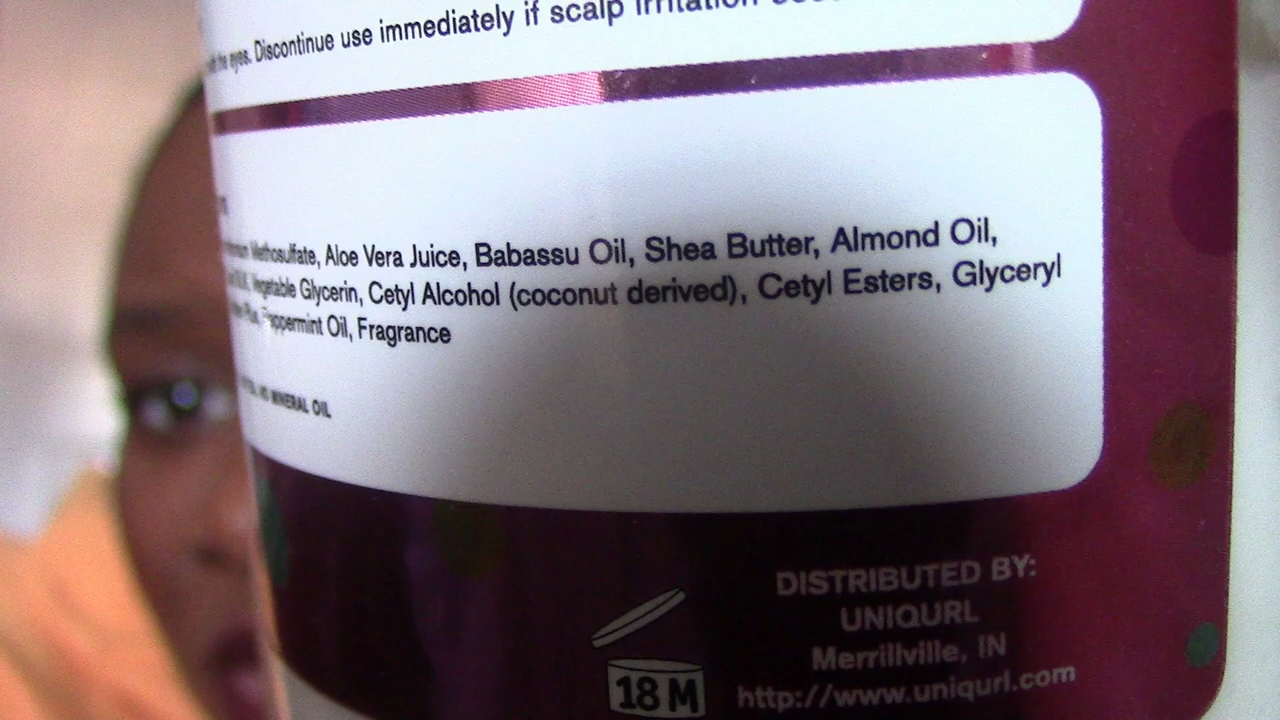 the eyes. Discontinue use immediately if scalp irritation
Methosulfate, Aloe Vera Juice, Babassu Oil, Shea Butter, Almond Oil,
Vegetable Glycerin, Cetyl Alcohol (coconut derived), Cetyl Esters, Glyceryl
Peppermint Oil, Fragrance
MINERAL OIL
DISTRIBUTED BY:
UNIQURL
Merrillville, IN
http://www.uniqurl.com
18 M